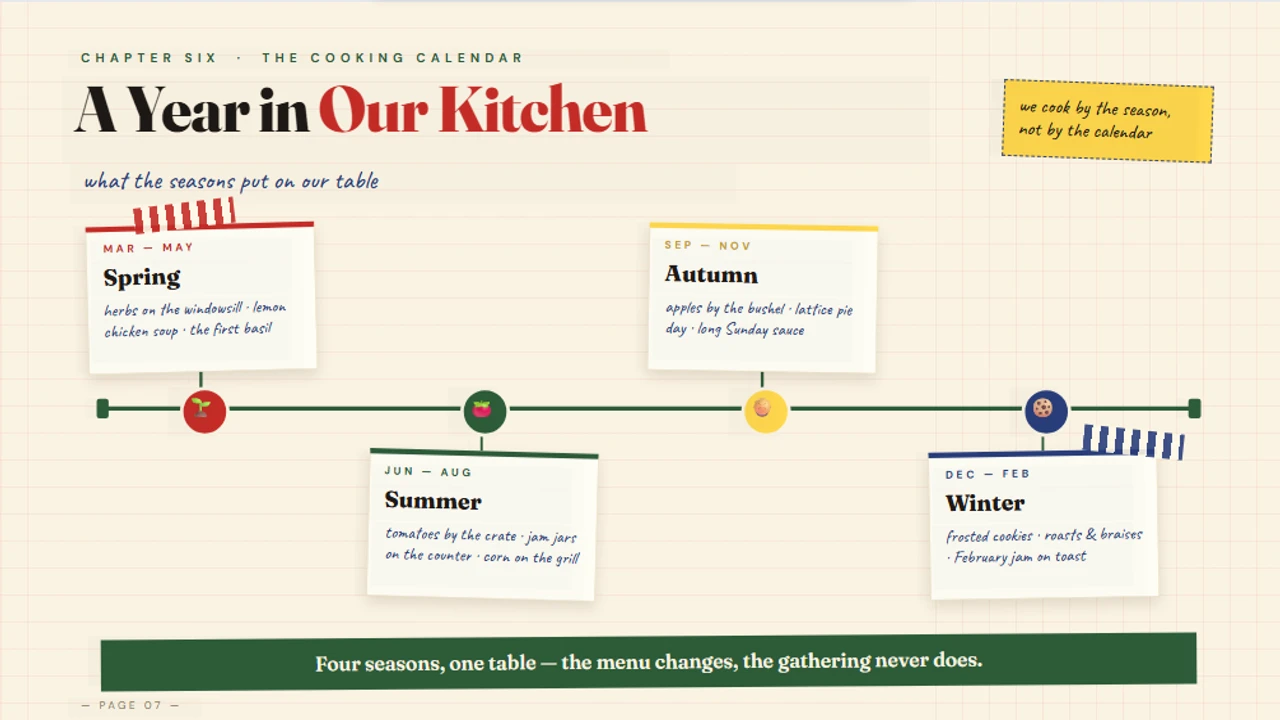 CHAPTER SIX · THE COOKING CALENDAR
A Year in Our Kitchen
what the seasons put on our table
we cook by the season,
not by the calendar
MAR — MAY
Spring
herbs on the windowsill · lemon
chicken soup · the first basil
JUN — AUG
Summer
tomatoes by the crate · jam jars
on the counter · corn on the grill
SEP — NOV
Autumn
apples by the bushel · lattice pie
day · long Sunday sauce
DEC — FEB
Winter
frosted cookies · roasts & braises
· February jam on toast
Four seasons, one table — the menu changes, the gathering never does.
— PAGE 07 —